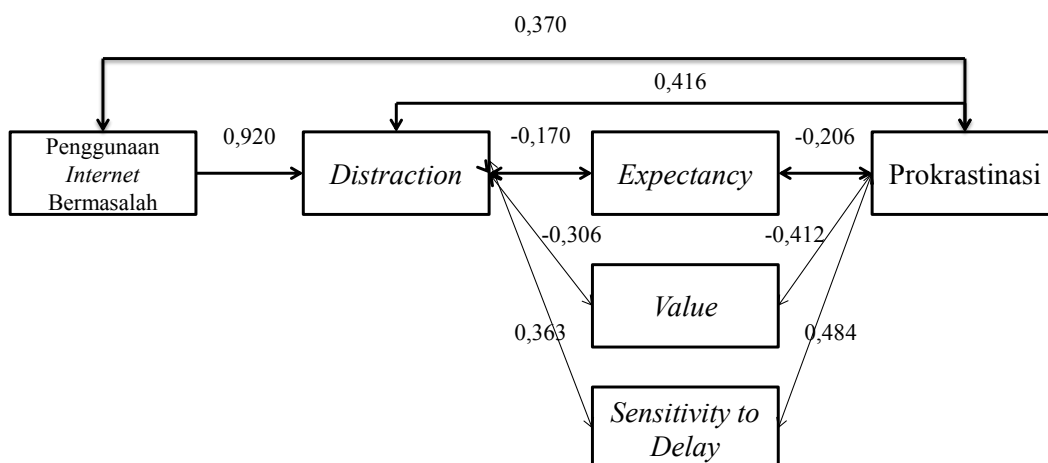 0,370
0,416
0,920
-0,170
-0,206
Penggunaan
Internet
Bermasalah
Distraction
Expectancy
Prokrastinasi
-0,306
-0,412
Value
0,363
0,484
Sensitivity to
Delay